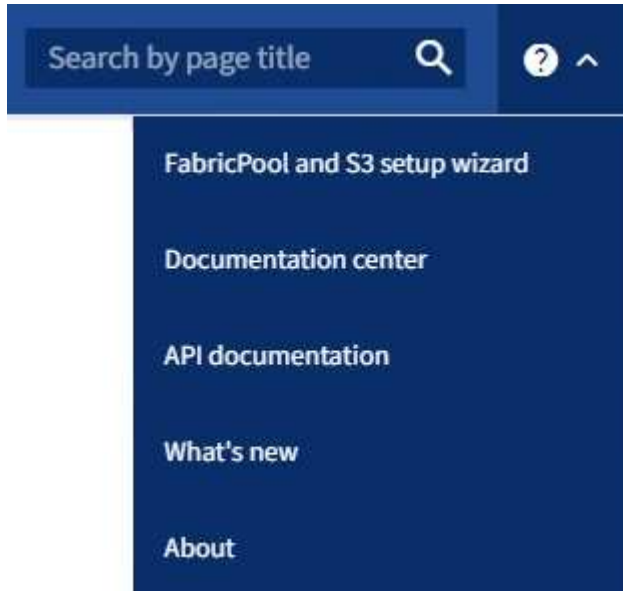 Search by page title
FabricPool and S3 setup wizard
Documentation center
API documentation
What's new
About